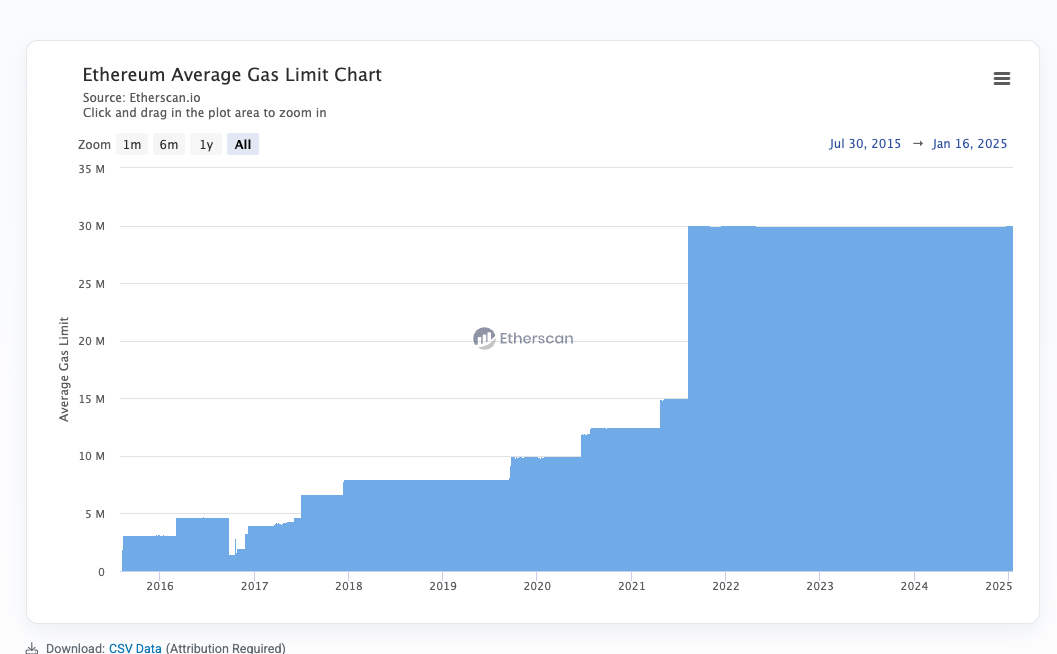 Ethereum Average Gas Limit Chart
Source: Etherscan.io
Click and drag in the plot area to zoom in
Zoom 1m 6m 1y All
Jul 30, 2015 → Jan 16, 2025
35 M
30 M
25 M
20 M
15 M
10 M
5 M
0
Average Gas Limit
Etherscan
2016 2017 2018 2019 2020 2021 2022 2023 2024 2025
Download: CSV Data (Attribution Required)